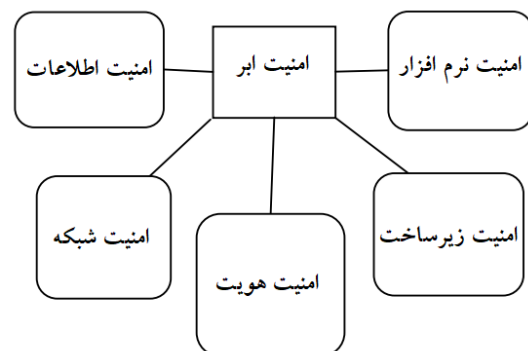 امنیت نرم افزار
امنیت ابر
امنیت اطلاعات
امنیت زیرساخت
امنیت هویت
امنیت شبکه